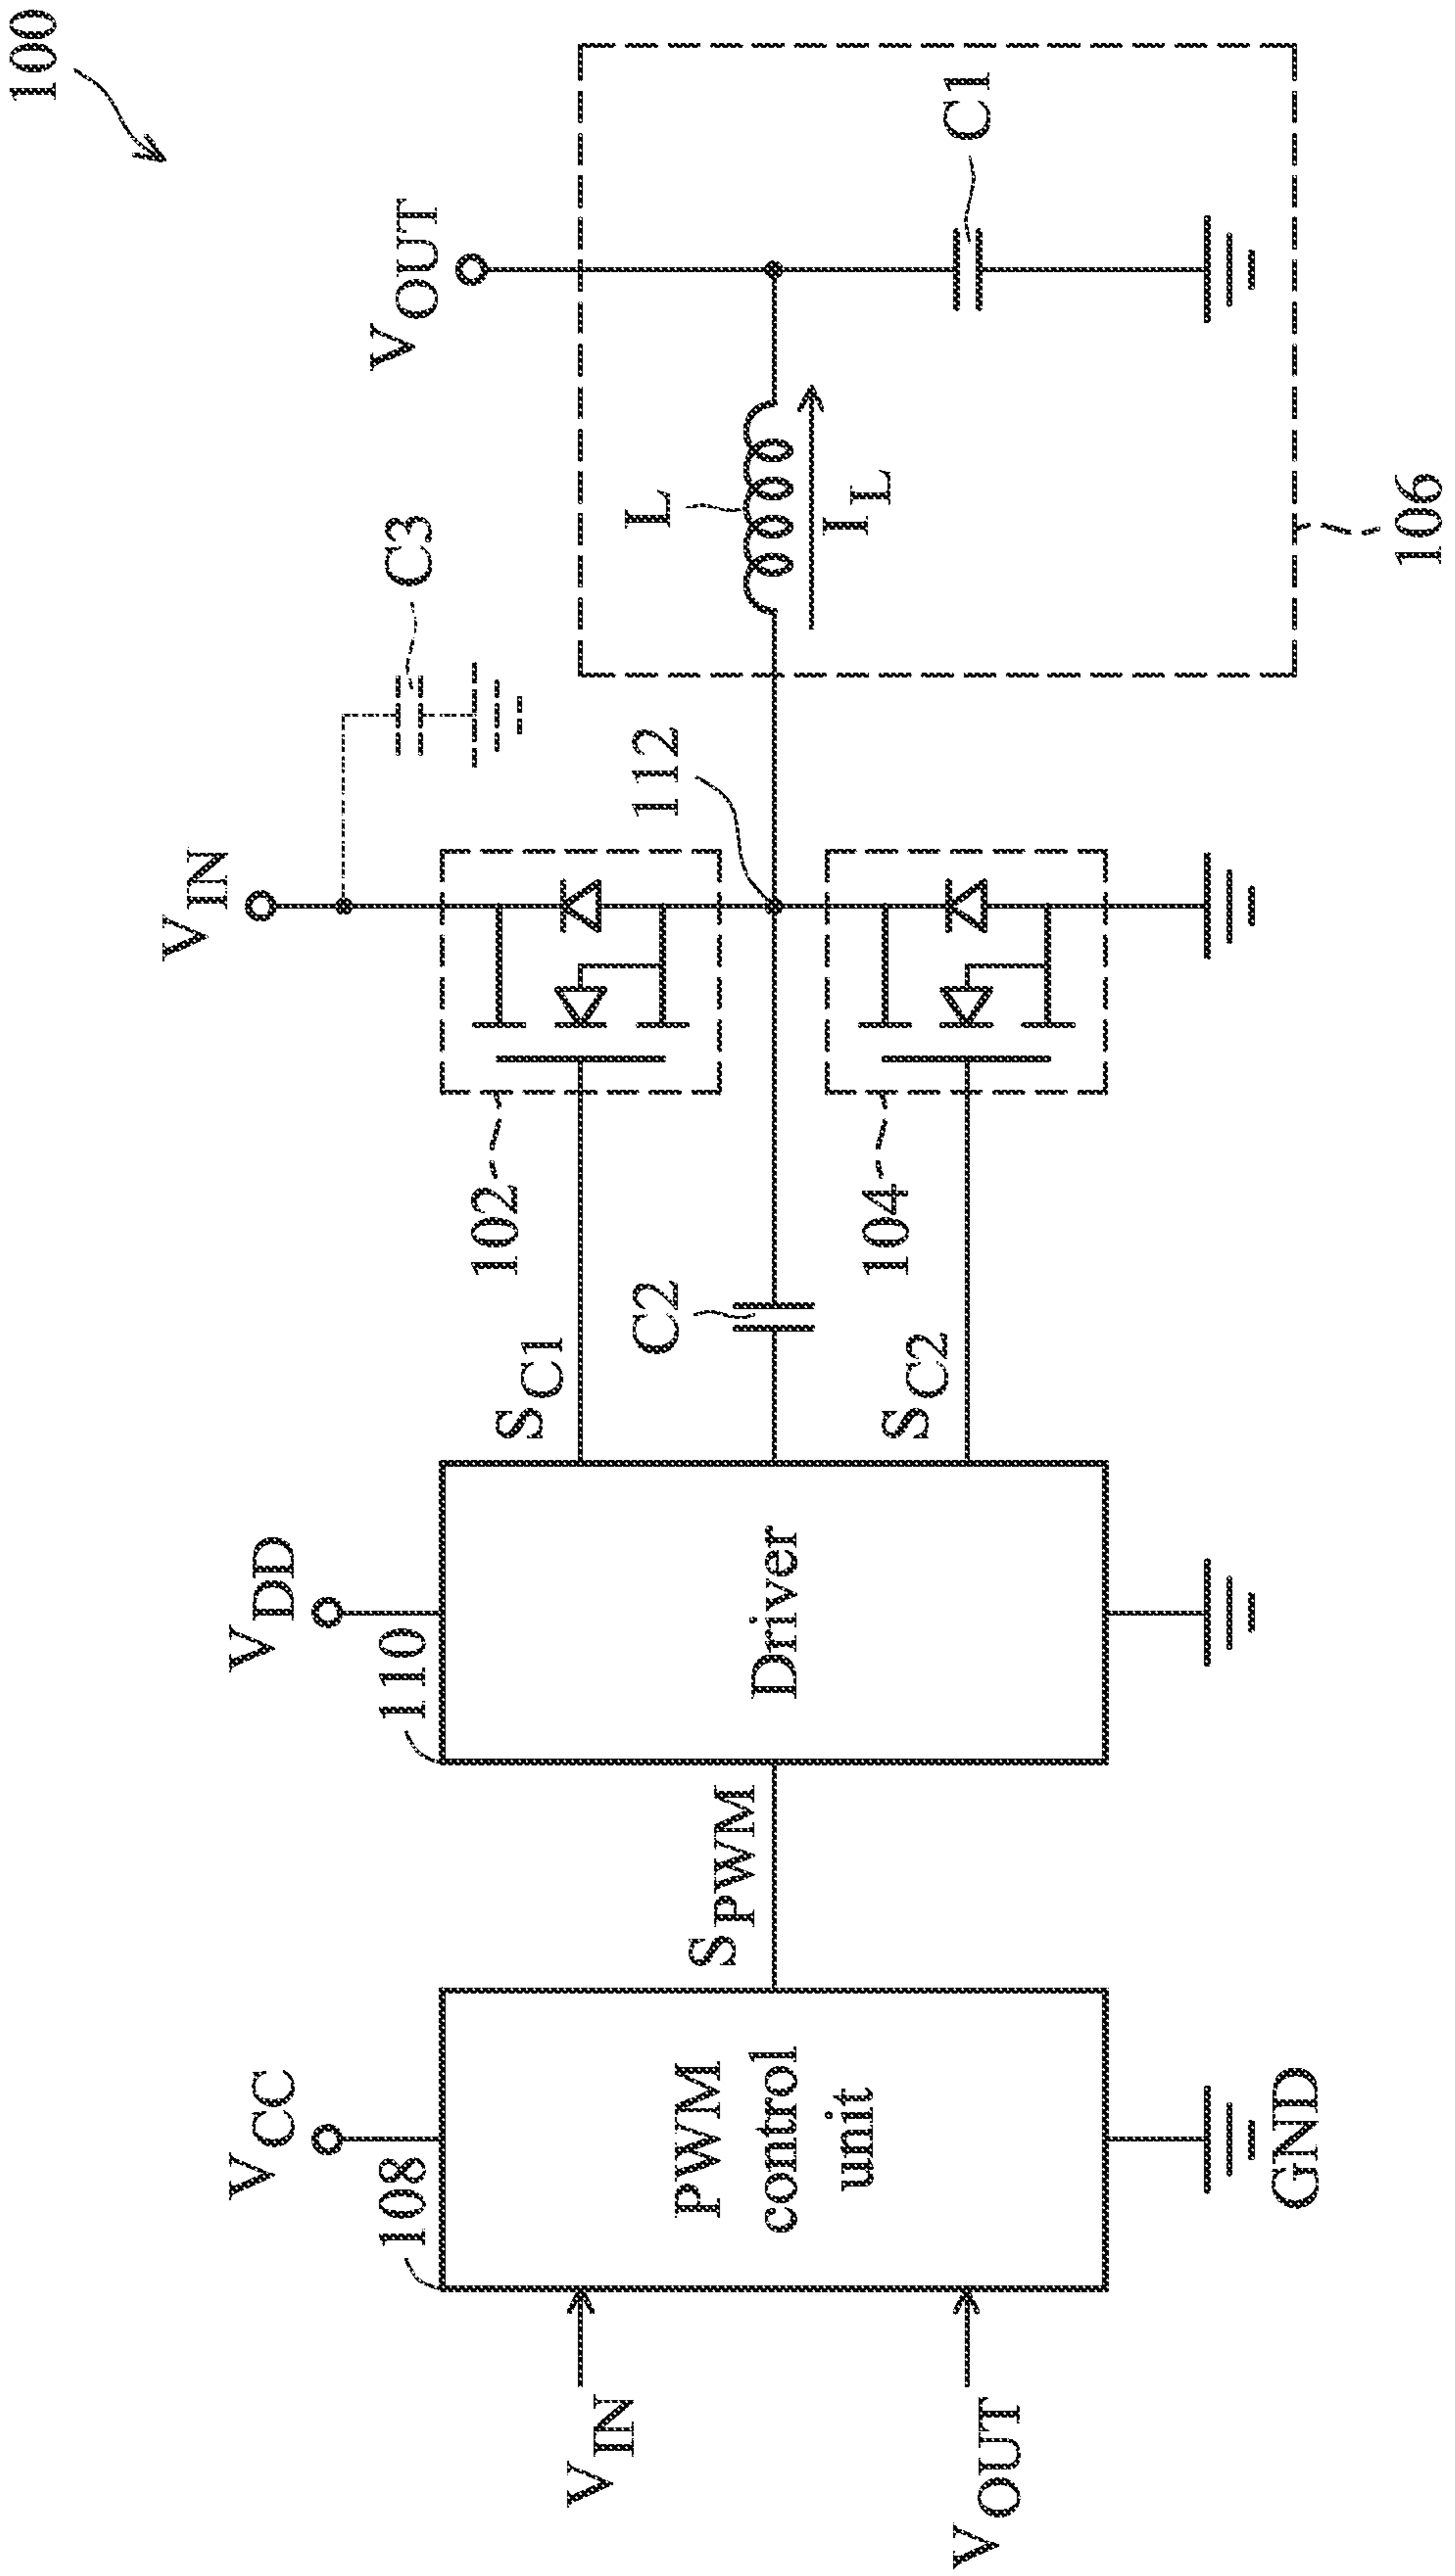 100
VIN
C3
VOUT
VCC
VDD
108
110
102
SC1
112
L
IL
C1
VIN
PWM
control
unit
SPWM
Driver
C2
104
SC2
VOUT
GND
106